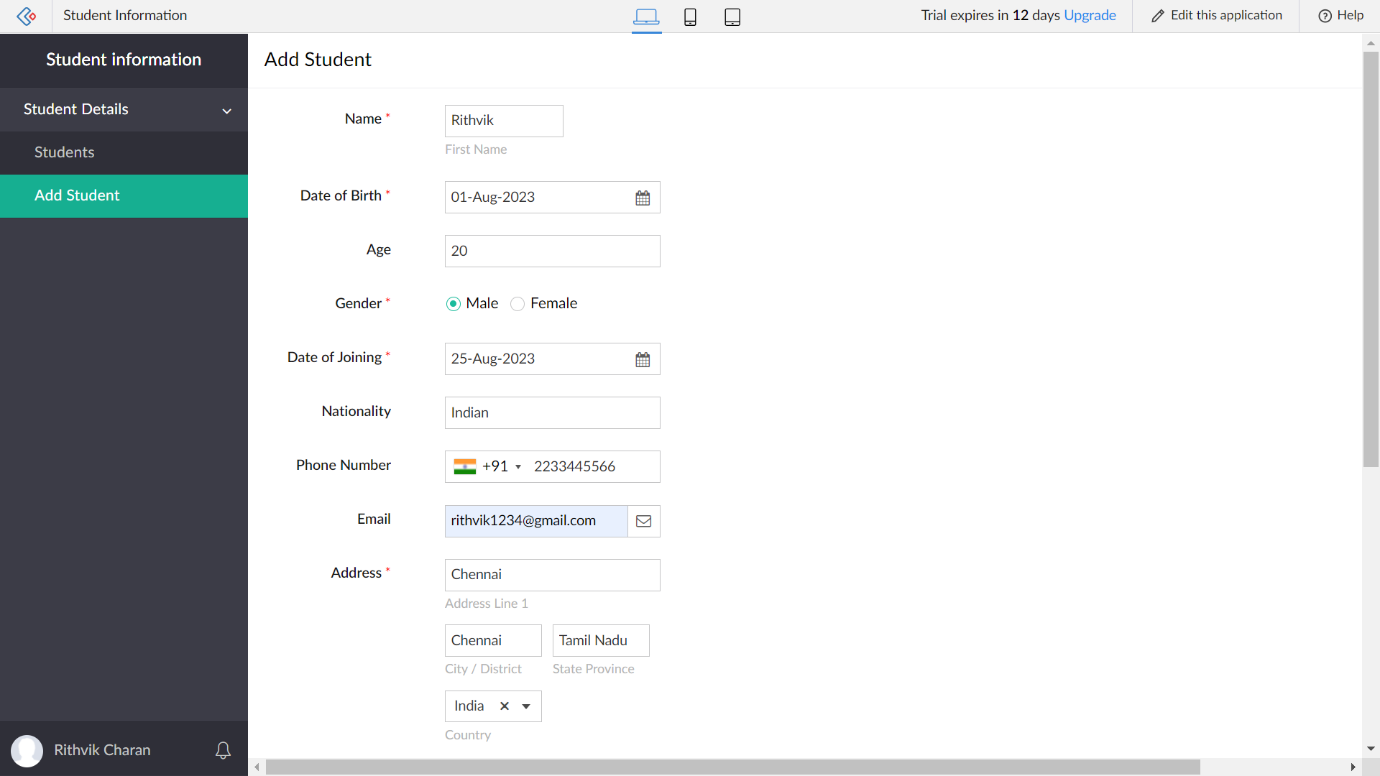 Student Information
Trial expires in 12 days Upgrade
Edit this application
Help
Student information
Student Details
Students
Add Student
Rithvik Charan
Add Student
Name *
Rithvik
First Name
Date of Birth *
01-Aug-2023
Age
20
Gender *
Male
Female
Date of Joining *
25-Aug-2023
Nationality
Indian
Phone Number
+91
2233445566
Email
rithvik1234@gmail.com
Address *
Chennai
Address Line 1
Chennai
Tamil Nadu
City / District
State Province
India
Country